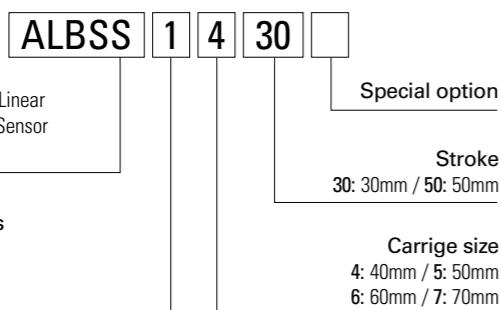 ALBSS 1 4 30
Special option
Linear
Sensor
Stroke
30: 30mm / 50: 50mm
s
Carrige size
4: 40mm / 5: 50mm
6: 60mm / 7: 70mm